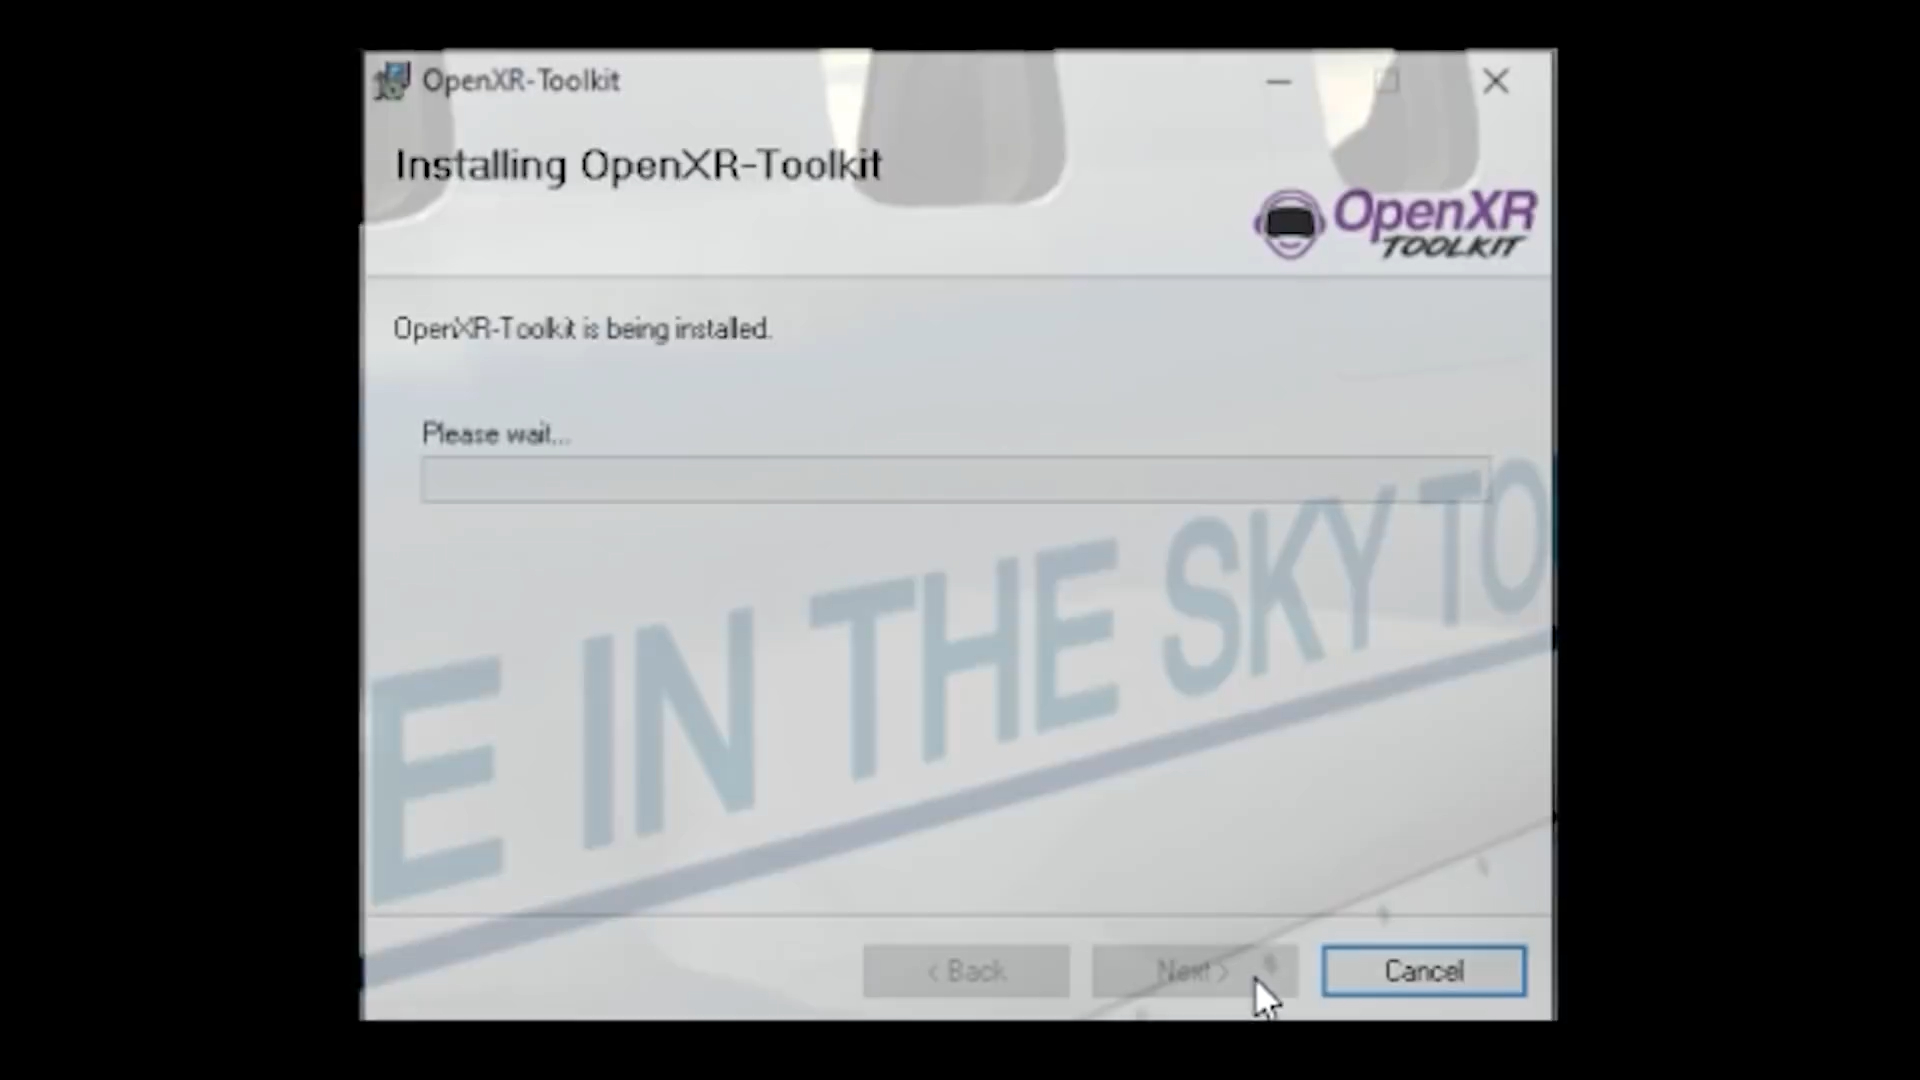 OpenXR-Toolkit
Installing OpenXR-Toolkit
OpenXR
TOOLKIT
OpenXR-Toolkit is being installed.
Please wait...
E IN THE SKY TO
< Back
Next >
Cancel